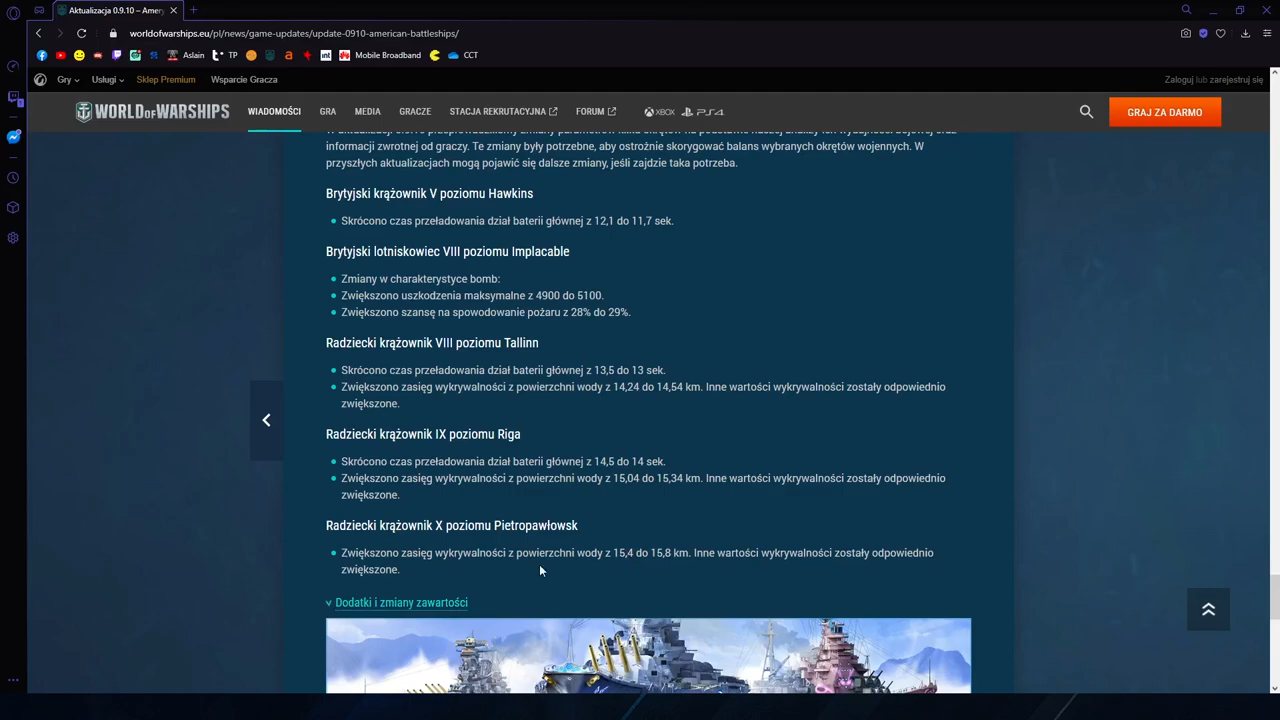 Aktualizacja 0.9.10 – Amery
worldofwarships.eu/pl/news/game-updates/update-0910-american-battleships/
Aslain
TP
int
Mobile Broadband
CCT
Gry
Usługi
Sklep Premium
Wsparcie Gracza
Zaloguj lub zarejestruj się
WORLD OF WARSHIPS
WIADOMOŚCI
GRA
MEDIA
GRACZE
STACJA REKRUTACYJNA
FORUM
XBOX
PS4
GRAJ ZA DARMO
informacji zwrotnej od graczy. Te zmiany były potrzebne, aby ostrożnie skorygować balans wybranych okrętów wojennych. W
przyszłych aktualizacjach mogą pojawić się dalsze zmiany, jeśli zajdzie taka potrzeba.
Brytyjski krążownik V poziomu Hawkins
Skrócono czas przeładowania dział baterii głównej z 12,1 do 11,7 sek.
Brytyjski lotniskowiec VIII poziomu Implacable
Zmiany w charakterystyce bomb:
Zwiększono uszkodzenia maksymalne z 4900 do 5100.
Zwiększono szansę na spowodowanie pożaru z 28% do 29%.
Radziecki krążownik VIII poziomu Tallinn
Skrócono czas przeładowania dział baterii głównej z 13,5 do 13 sek.
Zwiększono zasięg wykrywalności z powierzchni wody z 14,24 do 14,54 km. Inne wartości wykrywalności zostały odpowiednio
zwiększone.
Radziecki krążownik IX poziomu Riga
Skrócono czas przeładowania dział baterii głównej z 14,5 do 14 sek.
Zwiększono zasięg wykrywalności z powierzchni wody z 15,04 do 15,34 km. Inne wartości wykrywalności zostały odpowiednio
zwiększone.
Radziecki krążownik X poziomu Pietropawłowsk
Zwiększono zasięg wykrywalności z powierzchni wody z 15,4 do 15,8 km. Inne wartości wykrywalności zostały odpowiednio
zwiększone.
Dodatki i zmiany zawartości